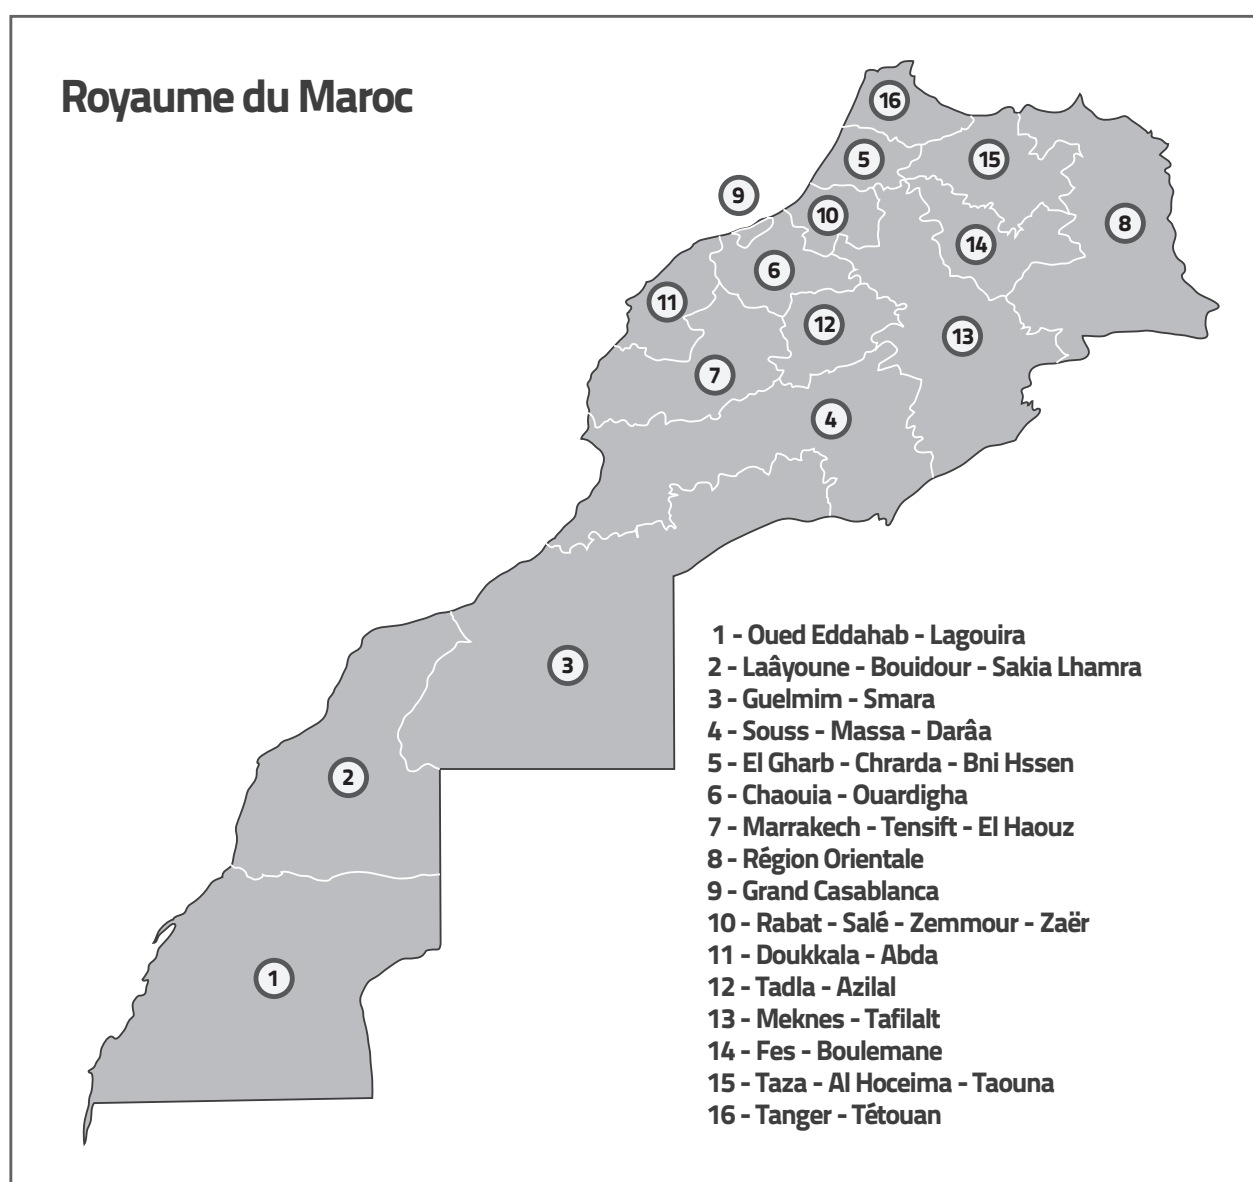 Royaume du Maroc
16
5
15
9
10
8
14
6
11
12
13
7
4
3
2
1
1 - Oued Eddahab - Lagouira
2 - Laâyoune - Bouidour - Sakia Lhamra
3 - Guelmim - Smara
4 - Souss - Massa - Darâa
5 - El Gharb - Chrarda - Bni Hssen
6 - Chaouia - Ouardigha
7 - Marrakech - Tensift - El Haouz
8 - Région Orientale
9 - Grand Casablanca
10 - Rabat - Salé - Zemmour - Zaër
11 - Doukkala - Abda
12 - Tadla - Azilal
13 - Meknes - Tafilalt
14 - Fes - Boulemane
15 - Taza - Al Hoceima - Taouna
16 - Tanger - Tétouan